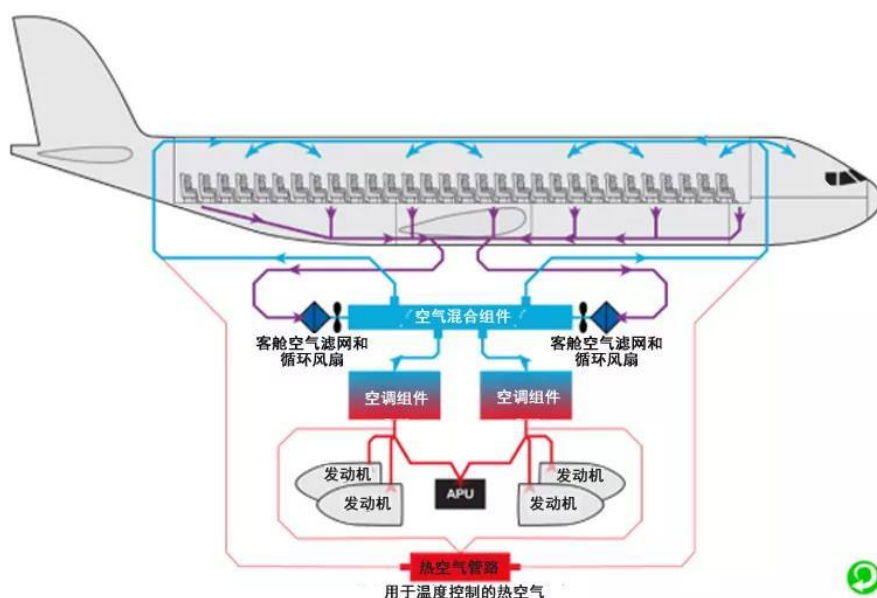 空气混合组件
客舱空气滤网和
循环风扇
客舱空气滤网和
循环风扇
空调组件
空调组件
发动机
发动机
发动机
发动机
APU
热空气管路
用于温度控制的热空气